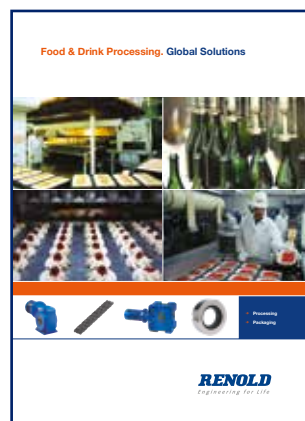 Food & Drink Processing. Global Solutions
Processing
Packaging
RENOLD
Engineering for Life